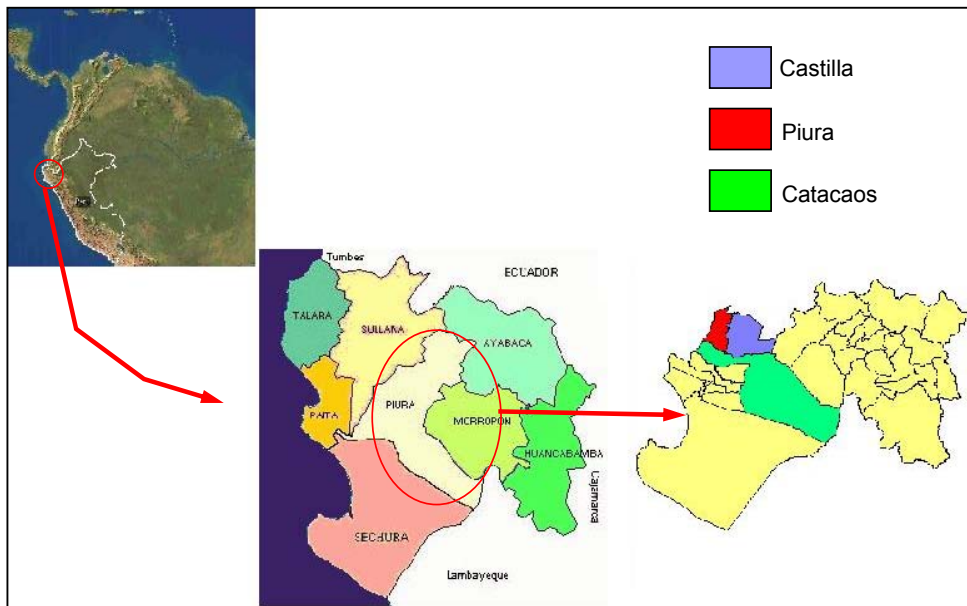 Castilla
Piura
Catacaos
Tumbes
ECUADOR
TALARA
SULLANA
AYABACA
PAITA
PIURA
MORROPON
HUANCABAMBA
Cajamarca
SECHURA
Lambayeque